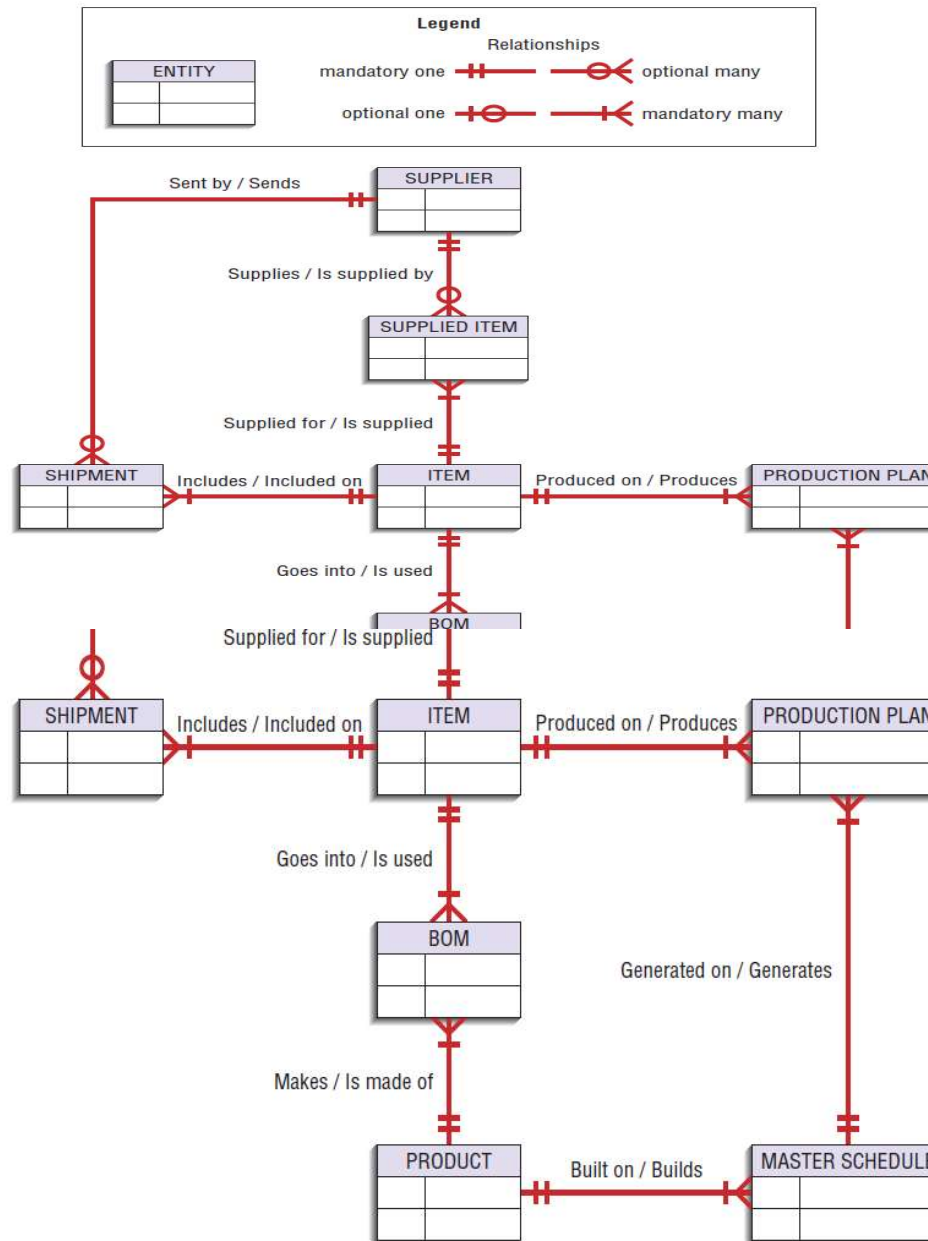 Legend
Relationships
ENTITY
mandatory one
optional many
optional one
mandatory many
Sent by / Sends
SUPPLIER
Supplies / Is supplied by
SUPPLIED ITEM
Supplied for / Is supplied
SHIPMENT
Includes / Included on
ITEM
Produced on / Produces
PRODUCTION PLAN
Goes into / Is used
BOM
Supplied for / Is supplied
SHIPMENT
Includes / Included on
ITEM
Produced on / Produces
PRODUCTION PLAN
Goes into / Is used
BOM
Generated on / Generates
Makes / Is made of
PRODUCT
Built on / Builds
MASTER SCHEDULE